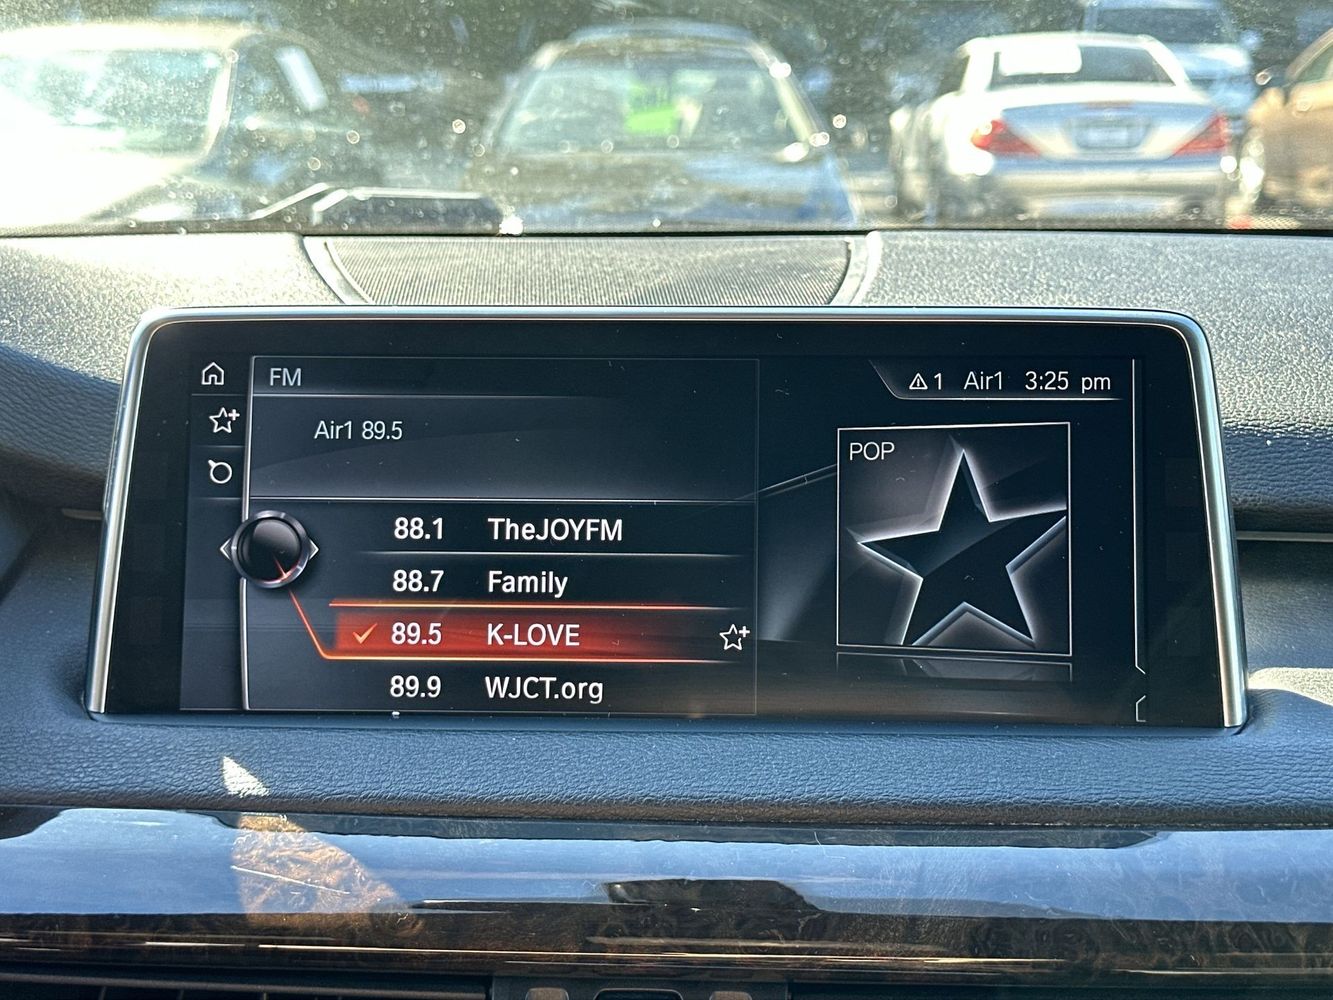 FM
1 Air1 3:25 pm
Air1 89.5
POP
88.1 TheJOYFM
88.7 Family
89.5 K-LOVE
89.9 WJCT.org